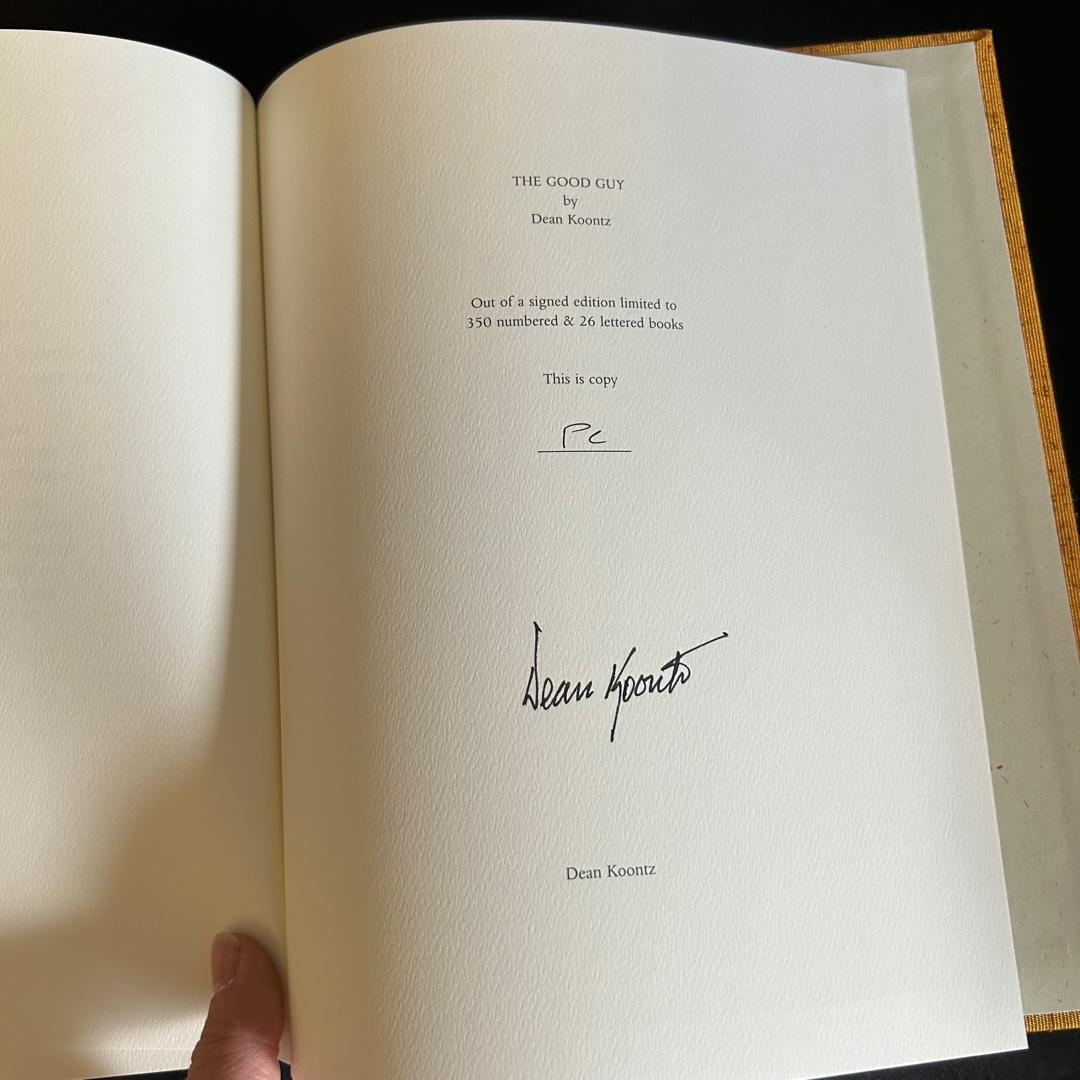 THE GOOD GUY
by
Dean Koontz
Out of a signed edition limited to
350 numbered & 26 lettered books
This is copy
PC
Dean Koontz
Dean Koontz